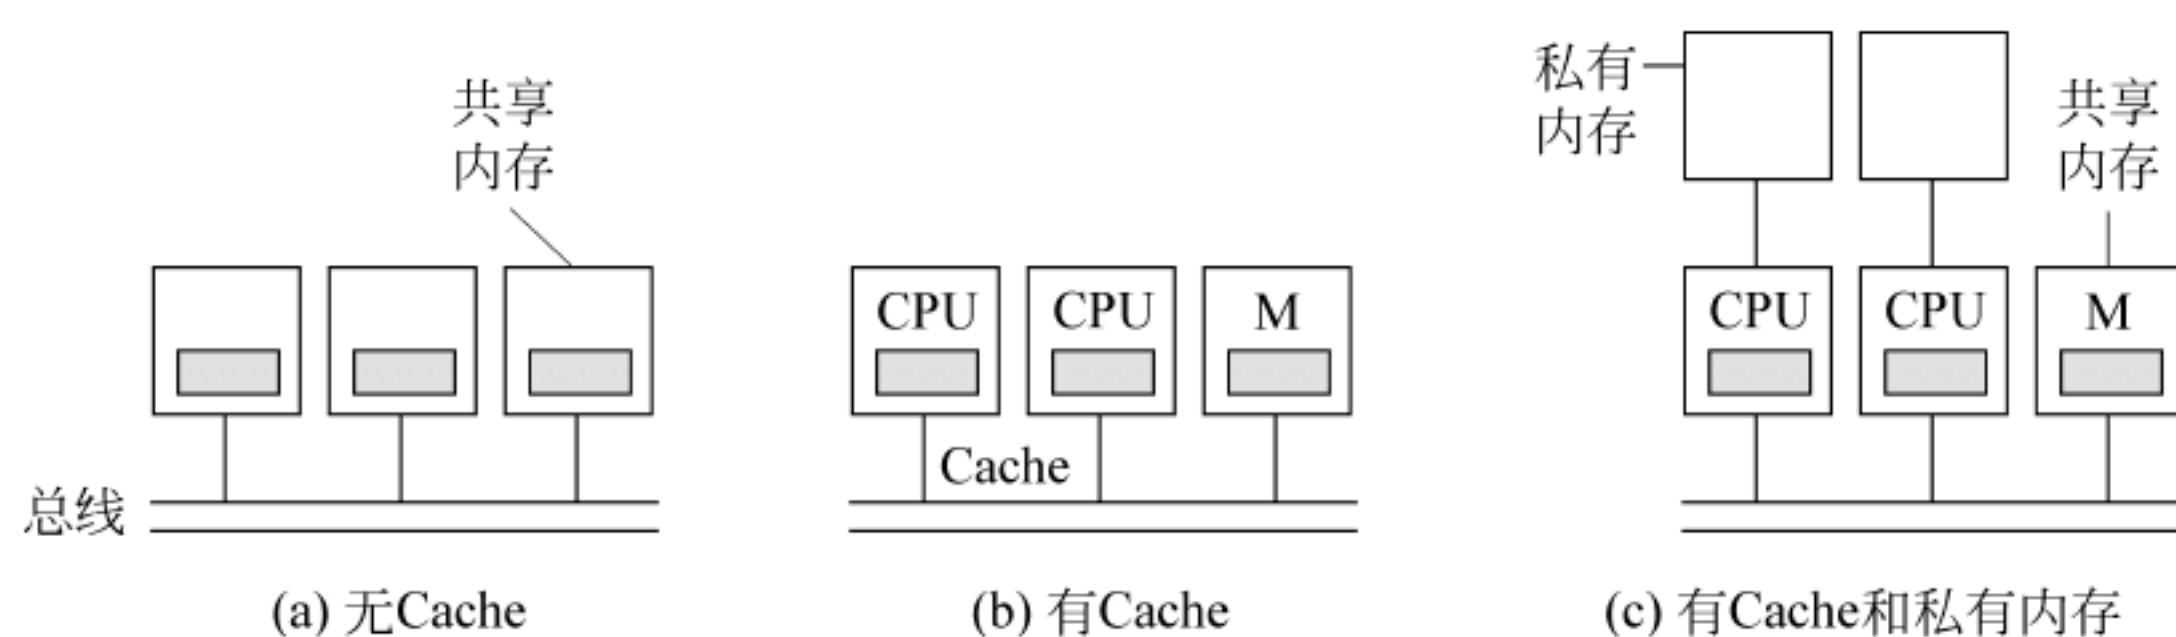 共享
内存
总线
(a) 无Cache
CPU
CPU
M
Cache
(b) 有Cache
私有
内存
共享
内存
CPU
CPU
M
(c) 有Cache和私有内存